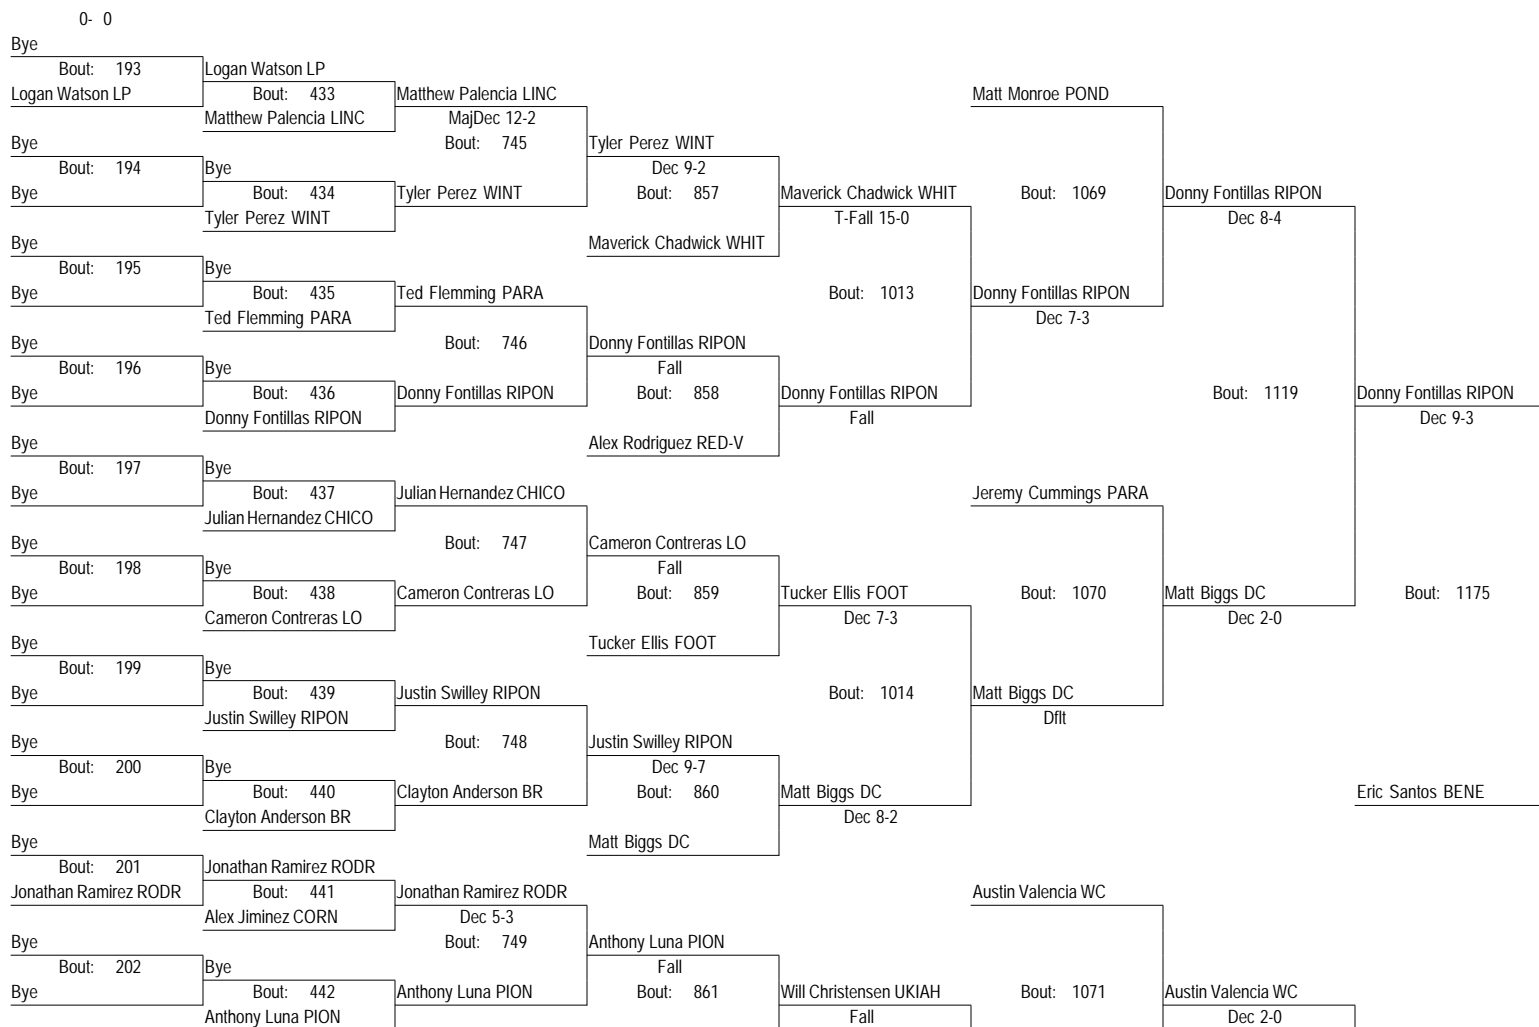 0- 0
Bye
Bout: 193 Logan Watson LP
Logan Watson LP Bout: 433 Matthew Palencia LINC Matt Monroe POND
Matthew Palencia LINC MajDec 12-2
Bye Bout: 745 Tyler Perez WINT
Bout: 194 Bye Dec 9-2
Bye Bout: 434 Tyler Perez WINT Bout: 857 Maverick Chadwick WHIT Bout: 1069 Donny Fontillas RIPON
Tyler Perez WINT T-Fall 15-0 Dec 8-4
Bye Maverick Chadwick WHIT
Bout: 195 Bye
Bye Bout: 435 Ted Flemming PARA Bout: 1013 Donny Fontillas RIPON
Ted Flemming PARA Dec 7-3
Bye Bout: 746 Donny Fontillas RIPON
Bout: 196 Bye Fall
Bye Bout: 436 Donny Fontillas RIPON Bout: 858 Donny Fontillas RIPON Bout: 1119 Donny Fontillas RIPON
Donny Fontillas RIPON Fall Dec 9-3
Bye Alex Rodriguez RED-V
Bout: 197 Bye
Bye Bout: 437 Julian Hernandez CHICO Jeremy Cummings PARA
Julian Hernandez CHICO
Bye Bout: 747 Cameron Contreras LO
Bout: 198 Bye Fall
Bye Bout: 438 Cameron Contreras LO Bout: 859 Tucker Ellis FOOT Bout: 1070 Matt Biggs DC Bout: 1175
Cameron Contreras LO Dec 7-3 Dec 2-0
Bye Tucker Ellis FOOT
Bout: 199 Bye
Bye Bout: 439 Justin Swilley RIPON Bout: 1014 Matt Biggs DC
Justin Swilley RIPON Dflt
Bye Bout: 748 Justin Swilley RIPON
Bout: 200 Bye Dec 9-7
Bye Bout: 440 Clayton Anderson BR Bout: 860 Matt Biggs DC Eric Santos BENE
Clayton Anderson BR Dec 8-2
Bye Matt Biggs DC
Bout: 201 Jonathan Ramirez RODR
Jonathan Ramirez RODR Bout: 441 Jonathan Ramirez RODR Austin Valencia WC
Alex Jiminez CORN Dec 5-3
Bye Bout: 749 Anthony Luna PION
Bout: 202 Bye Fall
Bye Bout: 442 Anthony Luna PION Bout: 861 Will Christensen UKIAH Bout: 1071 Austin Valencia WC
Anthony Luna PION Fall Dec 2-0